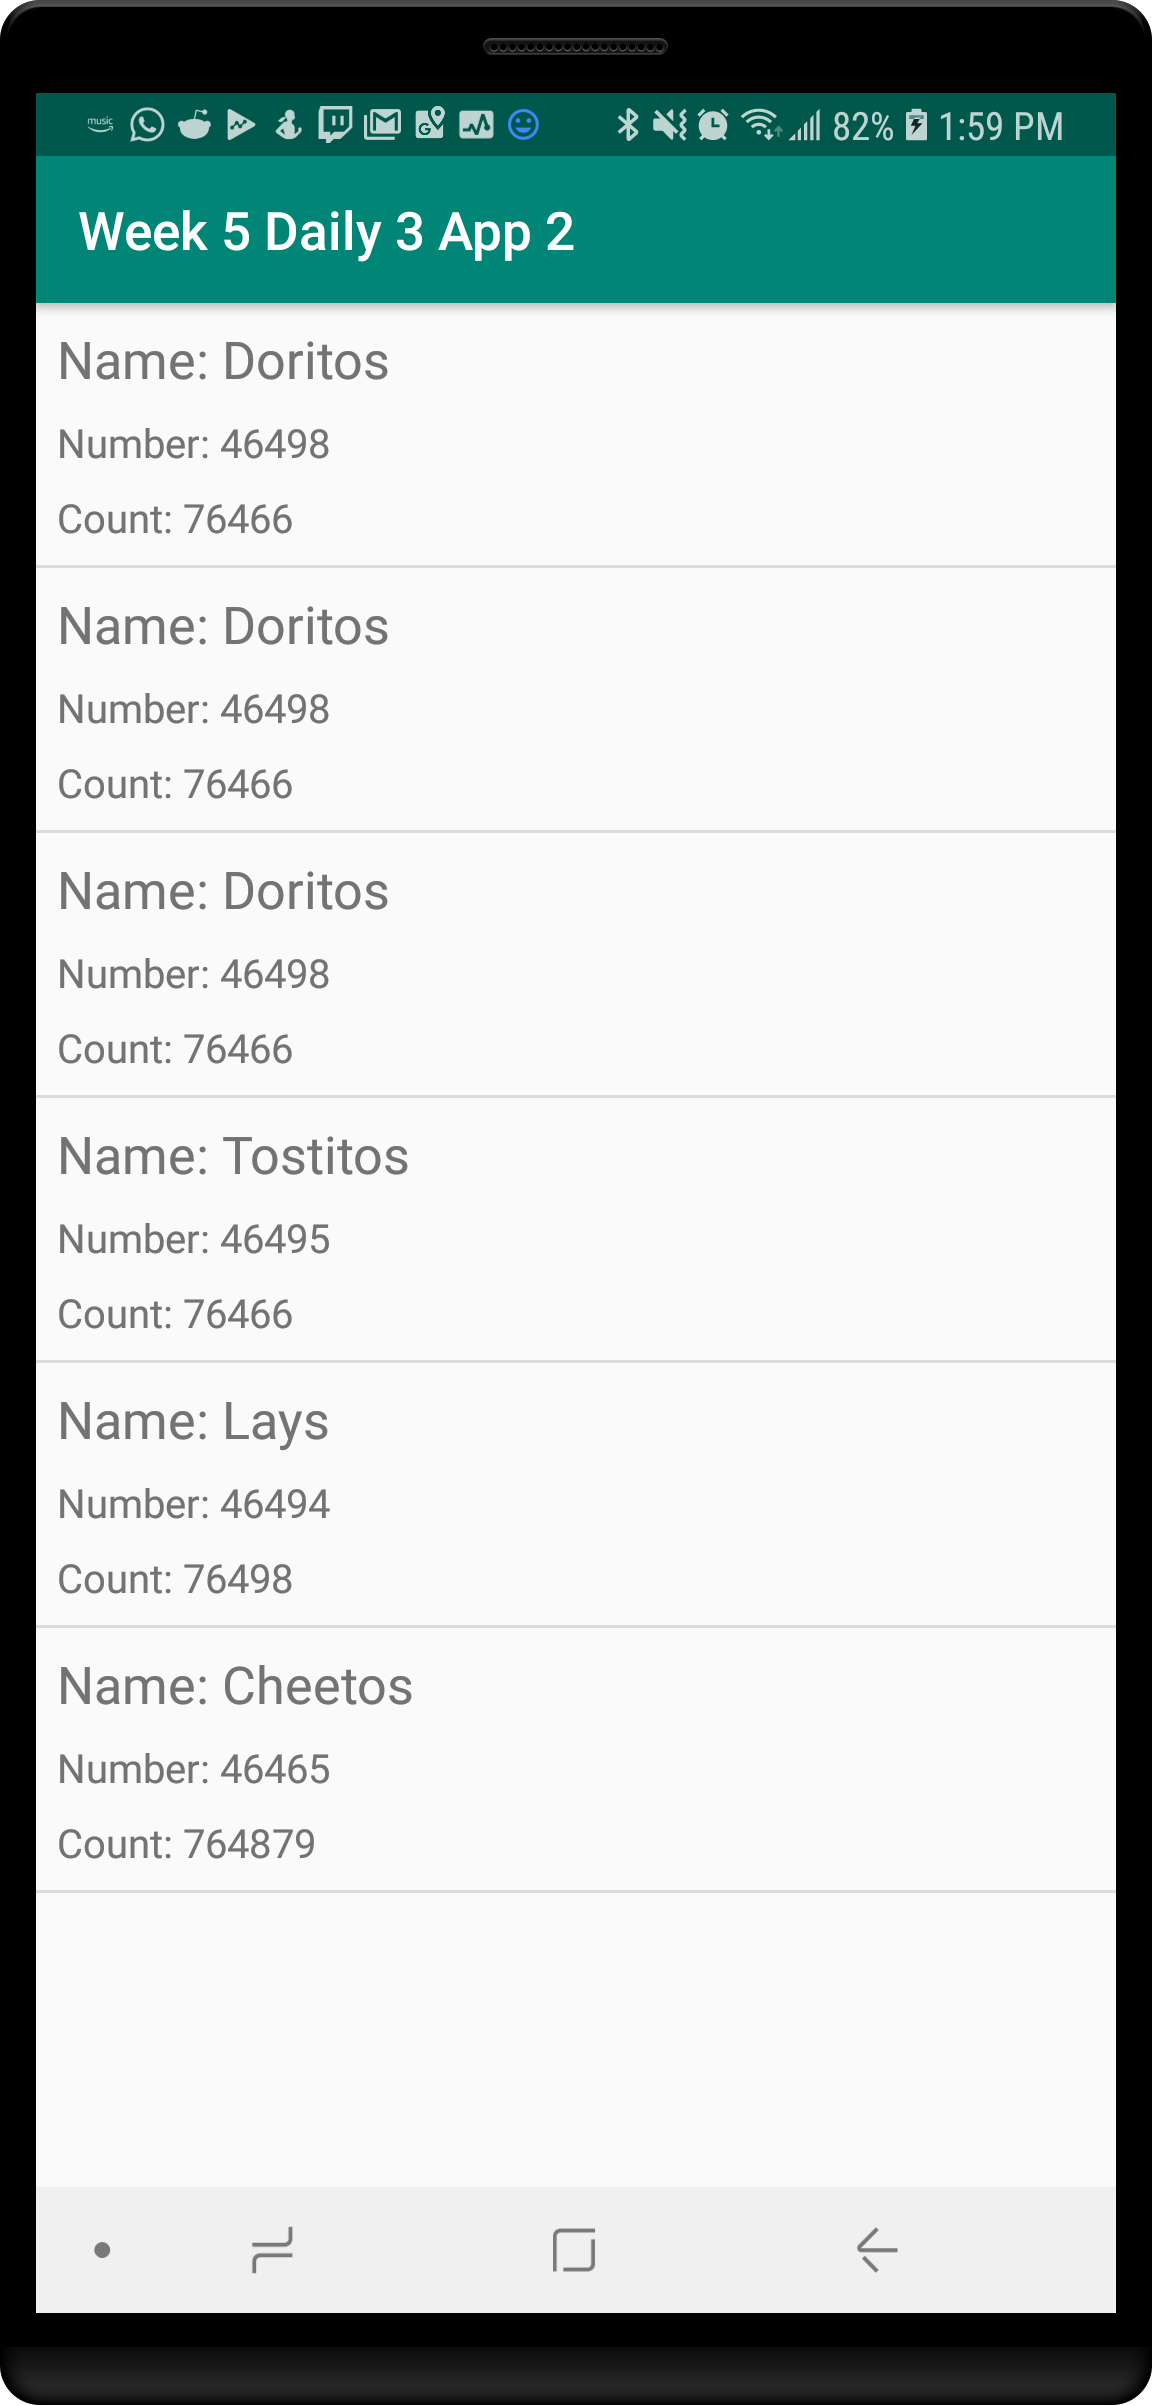 music
82% 1:59 PM
Week 5 Daily 3 App 2
Name: Doritos
Number: 46498
Count: 76466
Name: Doritos
Number: 46498
Count: 76466
Name: Doritos
Number: 46498
Count: 76466
Name: Tostitos
Number: 46495
Count: 76466
Name: Lays
Number: 46494
Count: 76498
Name: Cheetos
Number: 46465
Count: 764879